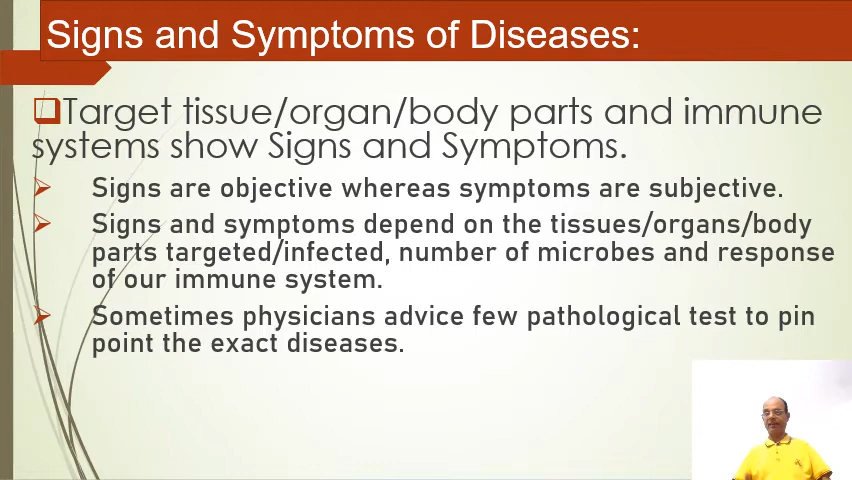 Signs and Symptoms of Diseases:
Target tissue/organ/body parts and immune
systems show Signs and Symptoms.
Signs are objective whereas symptoms are subjective.
Signs and symptoms depend on the tissues/organs/body
parts targeted/infected, number of microbes and response
of our immune system.
Sometimes physicians advice few pathological test to pin
point the exact diseases.